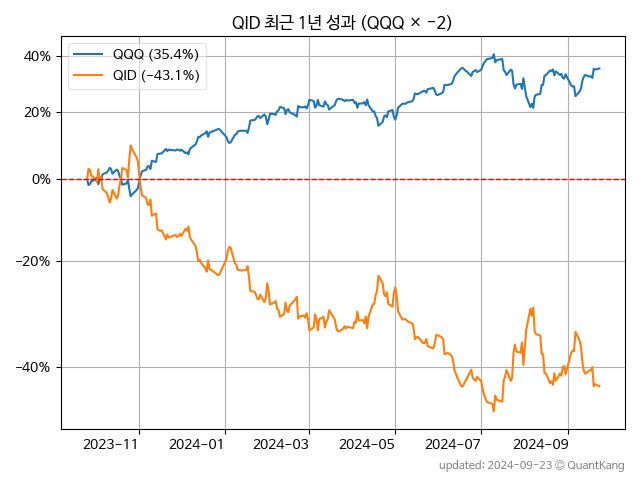 QID 최근 1년 성과 (QQQ × −2)
QQQ (35.4%)
QID (−43.1%)
40%
20%
0%
−20%
−40%
2023−11
2024−01
2024−03
2024−05
2024−07
2024−09
updated: 2024-09-23 © QuantKang